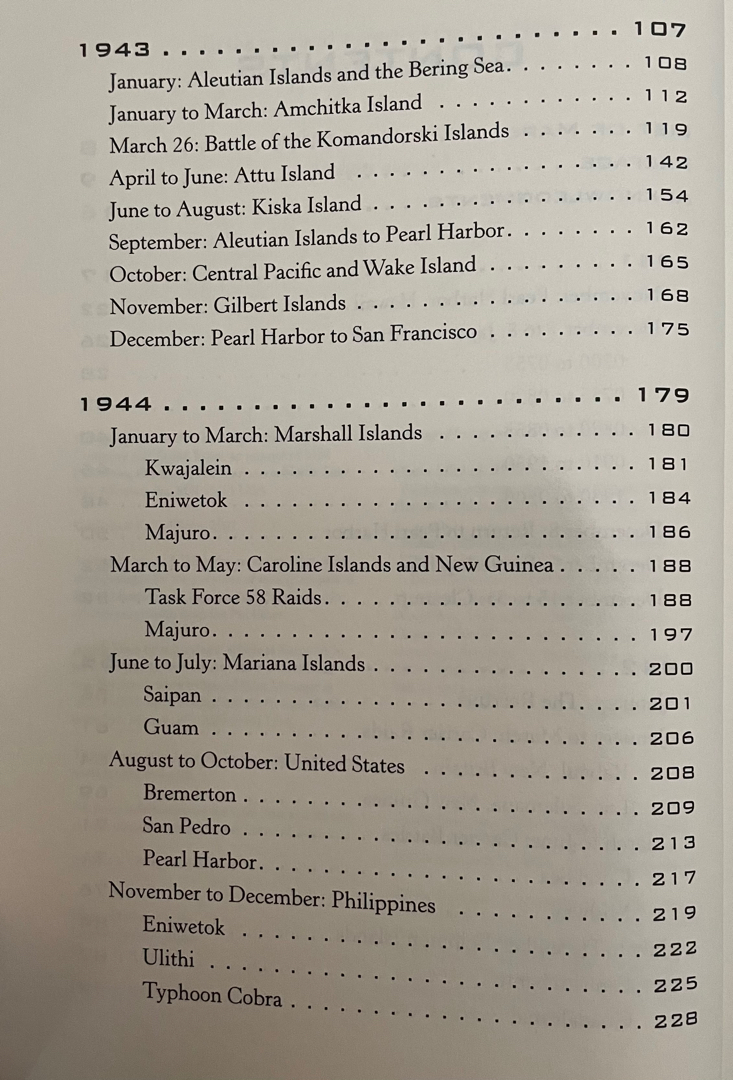 1943 . . . . . . . . . . . . . . . . . . . . . . . . . . 107
January: Aleutian Islands and the Bering Sea. . . . . . . . 108
January to March: Amchitka Island . . . . . . . . . . . . 112
March 26: Battle of the Komandorski Islands . . . . . . . 119
April to June: Attu Island . . . . . . . . . . . . . . . . . 142
June to August: Kiska Island . . . . . . . . . . . . . . . . 154
September: Aleutian Islands to Pearl Harbor. . . . . . . . 162
October: Central Pacific and Wake Island . . . . . . . . . 165
November: Gilbert Islands . . . . . . . . . . . . . . . . . 168
December: Pearl Harbor to San Francisco . . . . . . . . . 175
1944 . . . . . . . . . . . . . . . . . . . . . . . . . . 179
January to March: Marshall Islands . . . . . . . . . . . . 180
Kwajalein . . . . . . . . . . . . . . . . . . . . . . . 181
Eniwetok . . . . . . . . . . . . . . . . . . . . . . . 184
Majuro. . . . . . . . . . . . . . . . . . . . . . . . . 186
March to May: Caroline Islands and New Guinea . . . . . 188
Task Force 58 Raids. . . . . . . . . . . . . . . . . . 188
Majuro. . . . . . . . . . . . . . . . . . . . . . . . . 197
June to July: Mariana Islands . . . . . . . . . . . . . . . . 200
Saipan . . . . . . . . . . . . . . . . . . . . . . . . . 201
Guam . . . . . . . . . . . . . . . . . . . . . . . . . 206
August to October: United States . . . . . . . . . . . . . 208
Bremerton . . . . . . . . . . . . . . . . . . . . . . . 209
San Pedro . . . . . . . . . . . . . . . . . . . . . . . 213
Pearl Harbor. . . . . . . . . . . . . . . . . . . . . . 217
November to December: Philippines . . . . . . . . . . . 219
Eniwetok . . . . . . . . . . . . . . . . . . . . . . . 222
Ulithi . . . . . . . . . . . . . . . . . . . . . . . . . 225
Typhoon Cobra . . . . . . . . . . . . . . . . . . . . 228